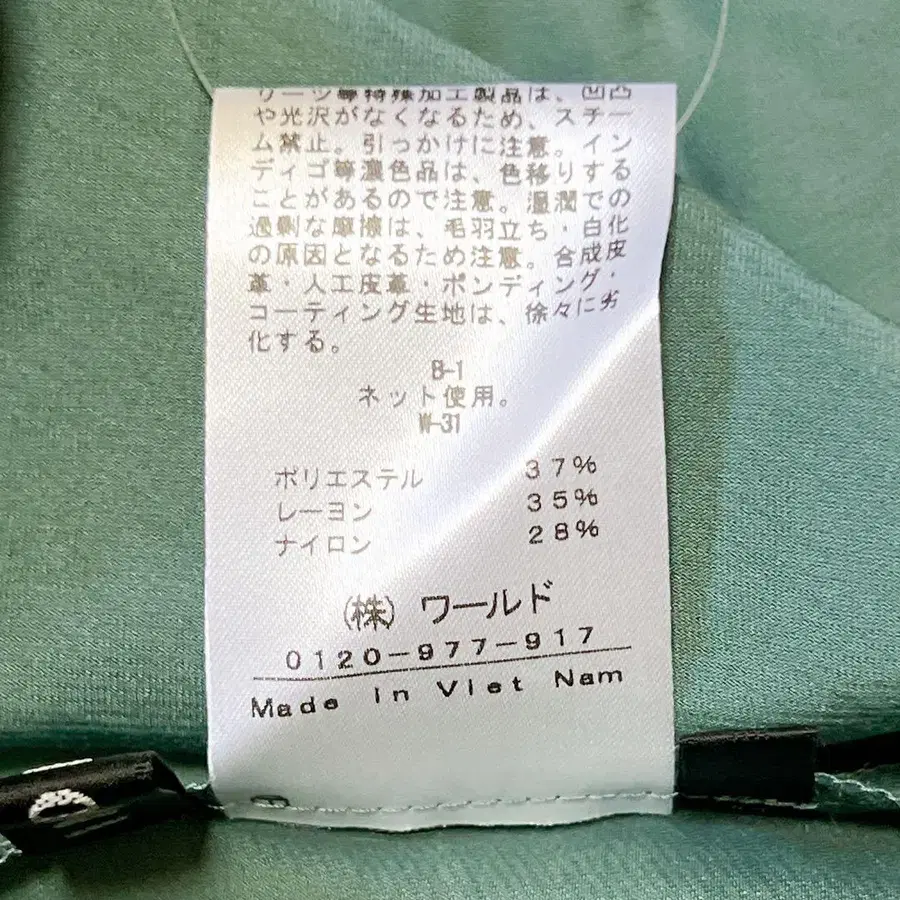 リーツ等特殊加工製品は、凹凸
や光沢がなくなるため、スチー
ム禁止。引っかけに注意。イン
ディゴ等濃色品は、色移りする
ことがあるので注意。湿潤での
過剰な摩擦は、毛羽立ち・白化
の原因となるため注意。合成皮
革・人工皮革・ボンディング・
コーティング生地は、徐々に劣
化する。
B-1
ネット使用。
W-31
ポリエステル 37%
レーヨン 35%
ナイロン 28%
(株) ワールド
0120-977-917
Made in Viet Nam